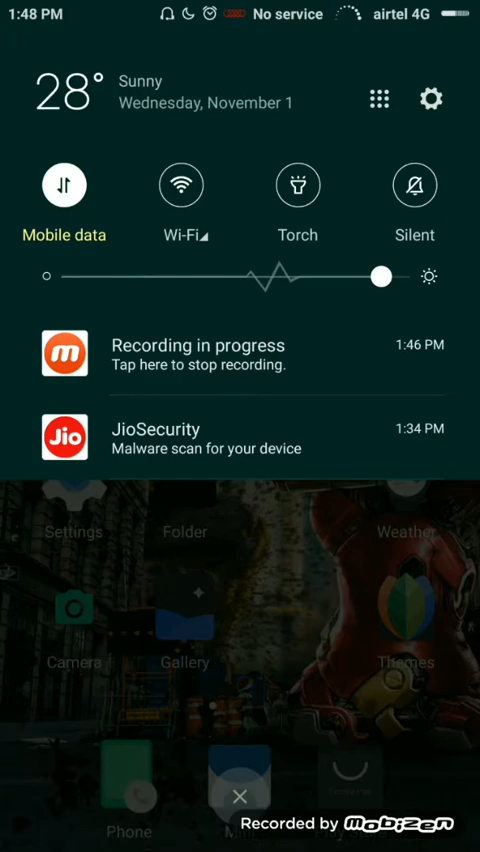 1:48 PM No service airtel 4G
28° Sunny
Wednesday, November 1
Mobile data Wi-Fi Torch Silent
m Recording in progress 1:46 PM
Tap here to stop recording.
Jio JioSecurity 1:34 PM
Malware scan for your device
Settings Folder Weather
Camera Gallery Themes
Phone
Recorded by mobizen